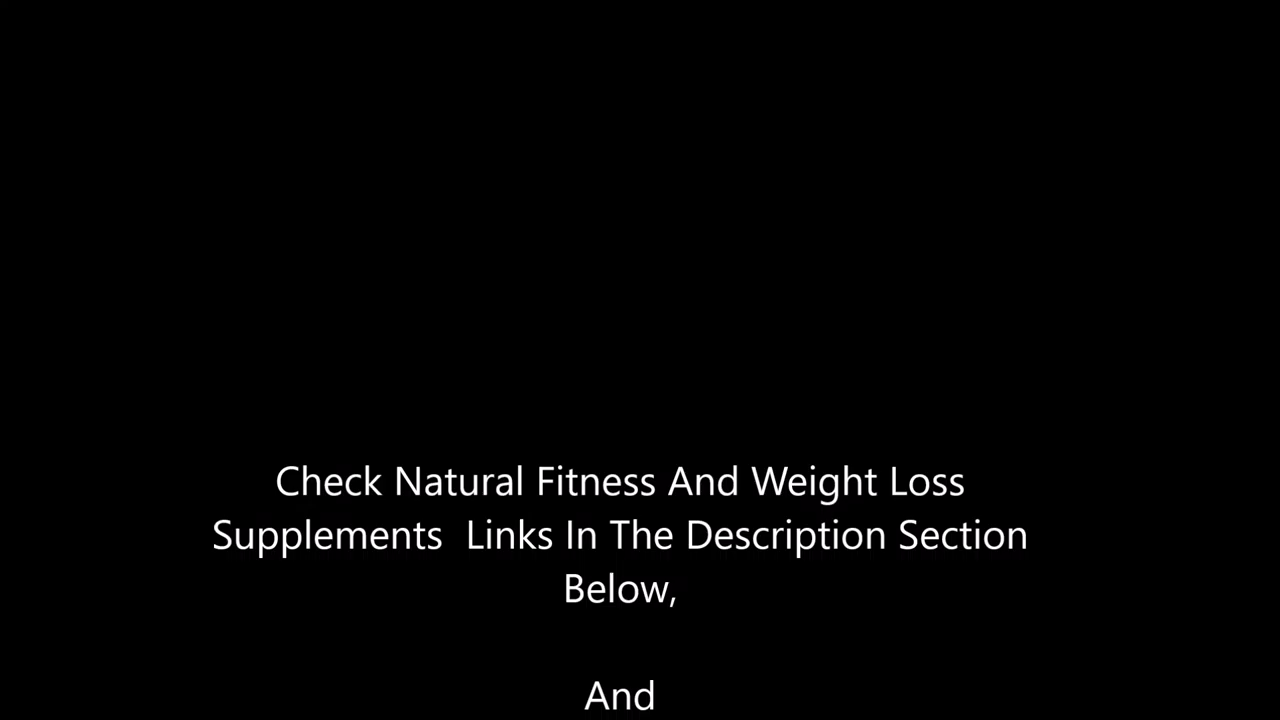 Check Natural Fitness And Weight Loss
Supplements  Links In The Description Section
Below,
And